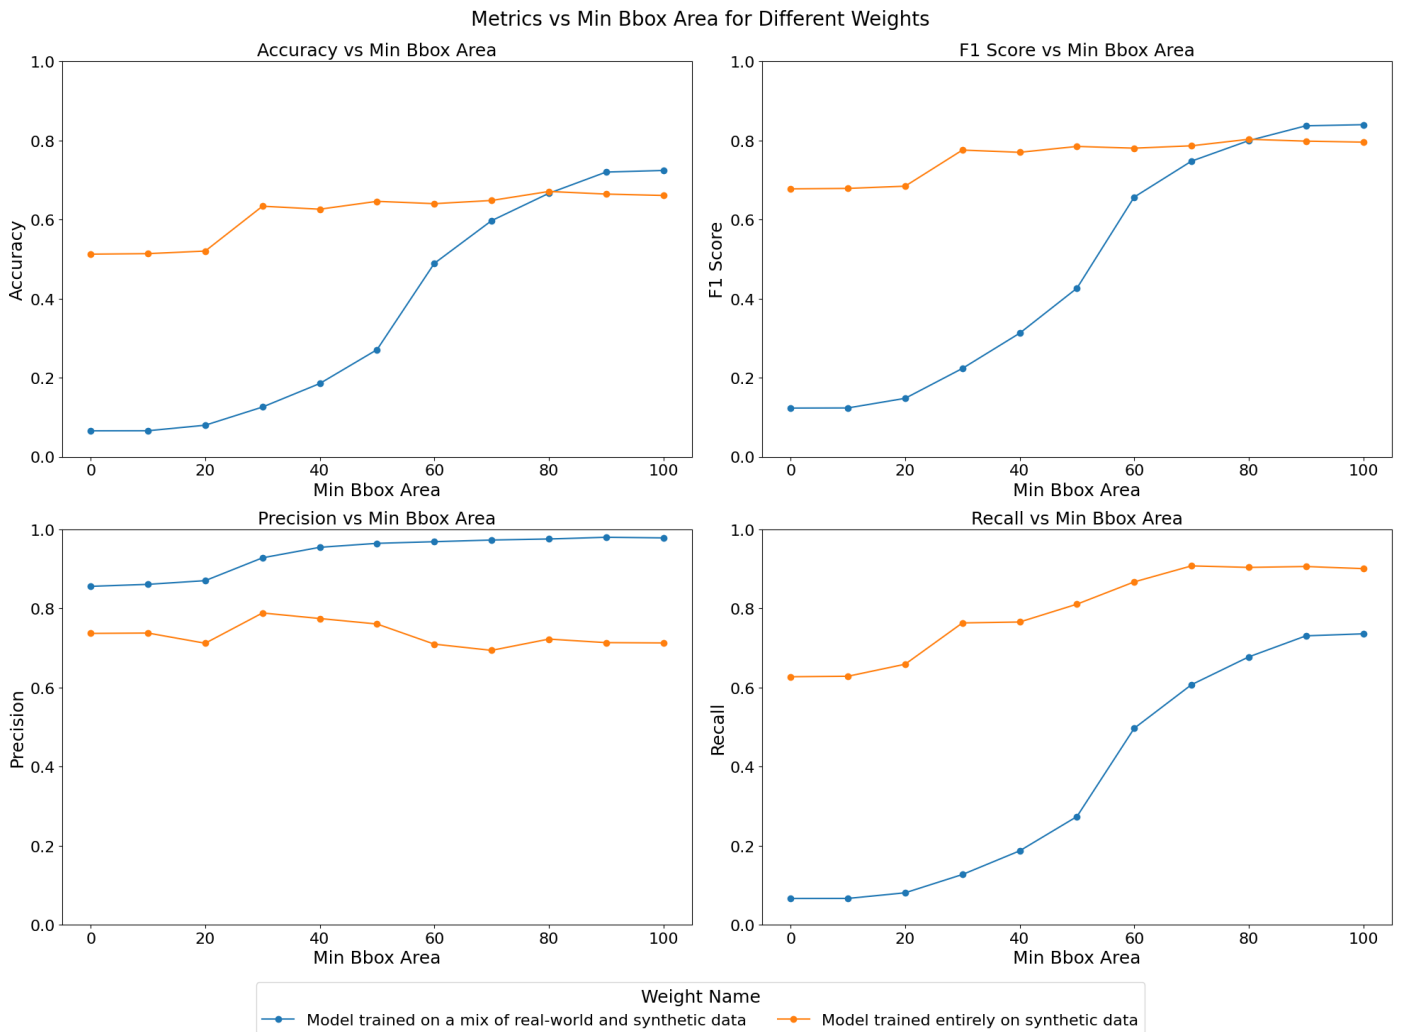 Metrics vs Min Bbox Area for Different Weights
Accuracy vs Min Bbox Area
1.0
0.8
0.6
0.4
0.2
0.0
Accuracy
0 20 40 60 80 100
Min Bbox Area
F1 Score vs Min Bbox Area
1.0
0.8
0.6
0.4
0.2
0.0
F1 Score
0 20 40 60 80 100
Min Bbox Area
Precision vs Min Bbox Area
1.0
0.8
0.6
0.4
0.2
0.0
Precision
0 20 40 60 80 100
Min Bbox Area
Recall vs Min Bbox Area
1.0
0.8
0.6
0.4
0.2
0.0
Recall
0 20 40 60 80 100
Min Bbox Area
Weight Name
Model trained on a mix of real-world and synthetic data Model trained entirely on synthetic data